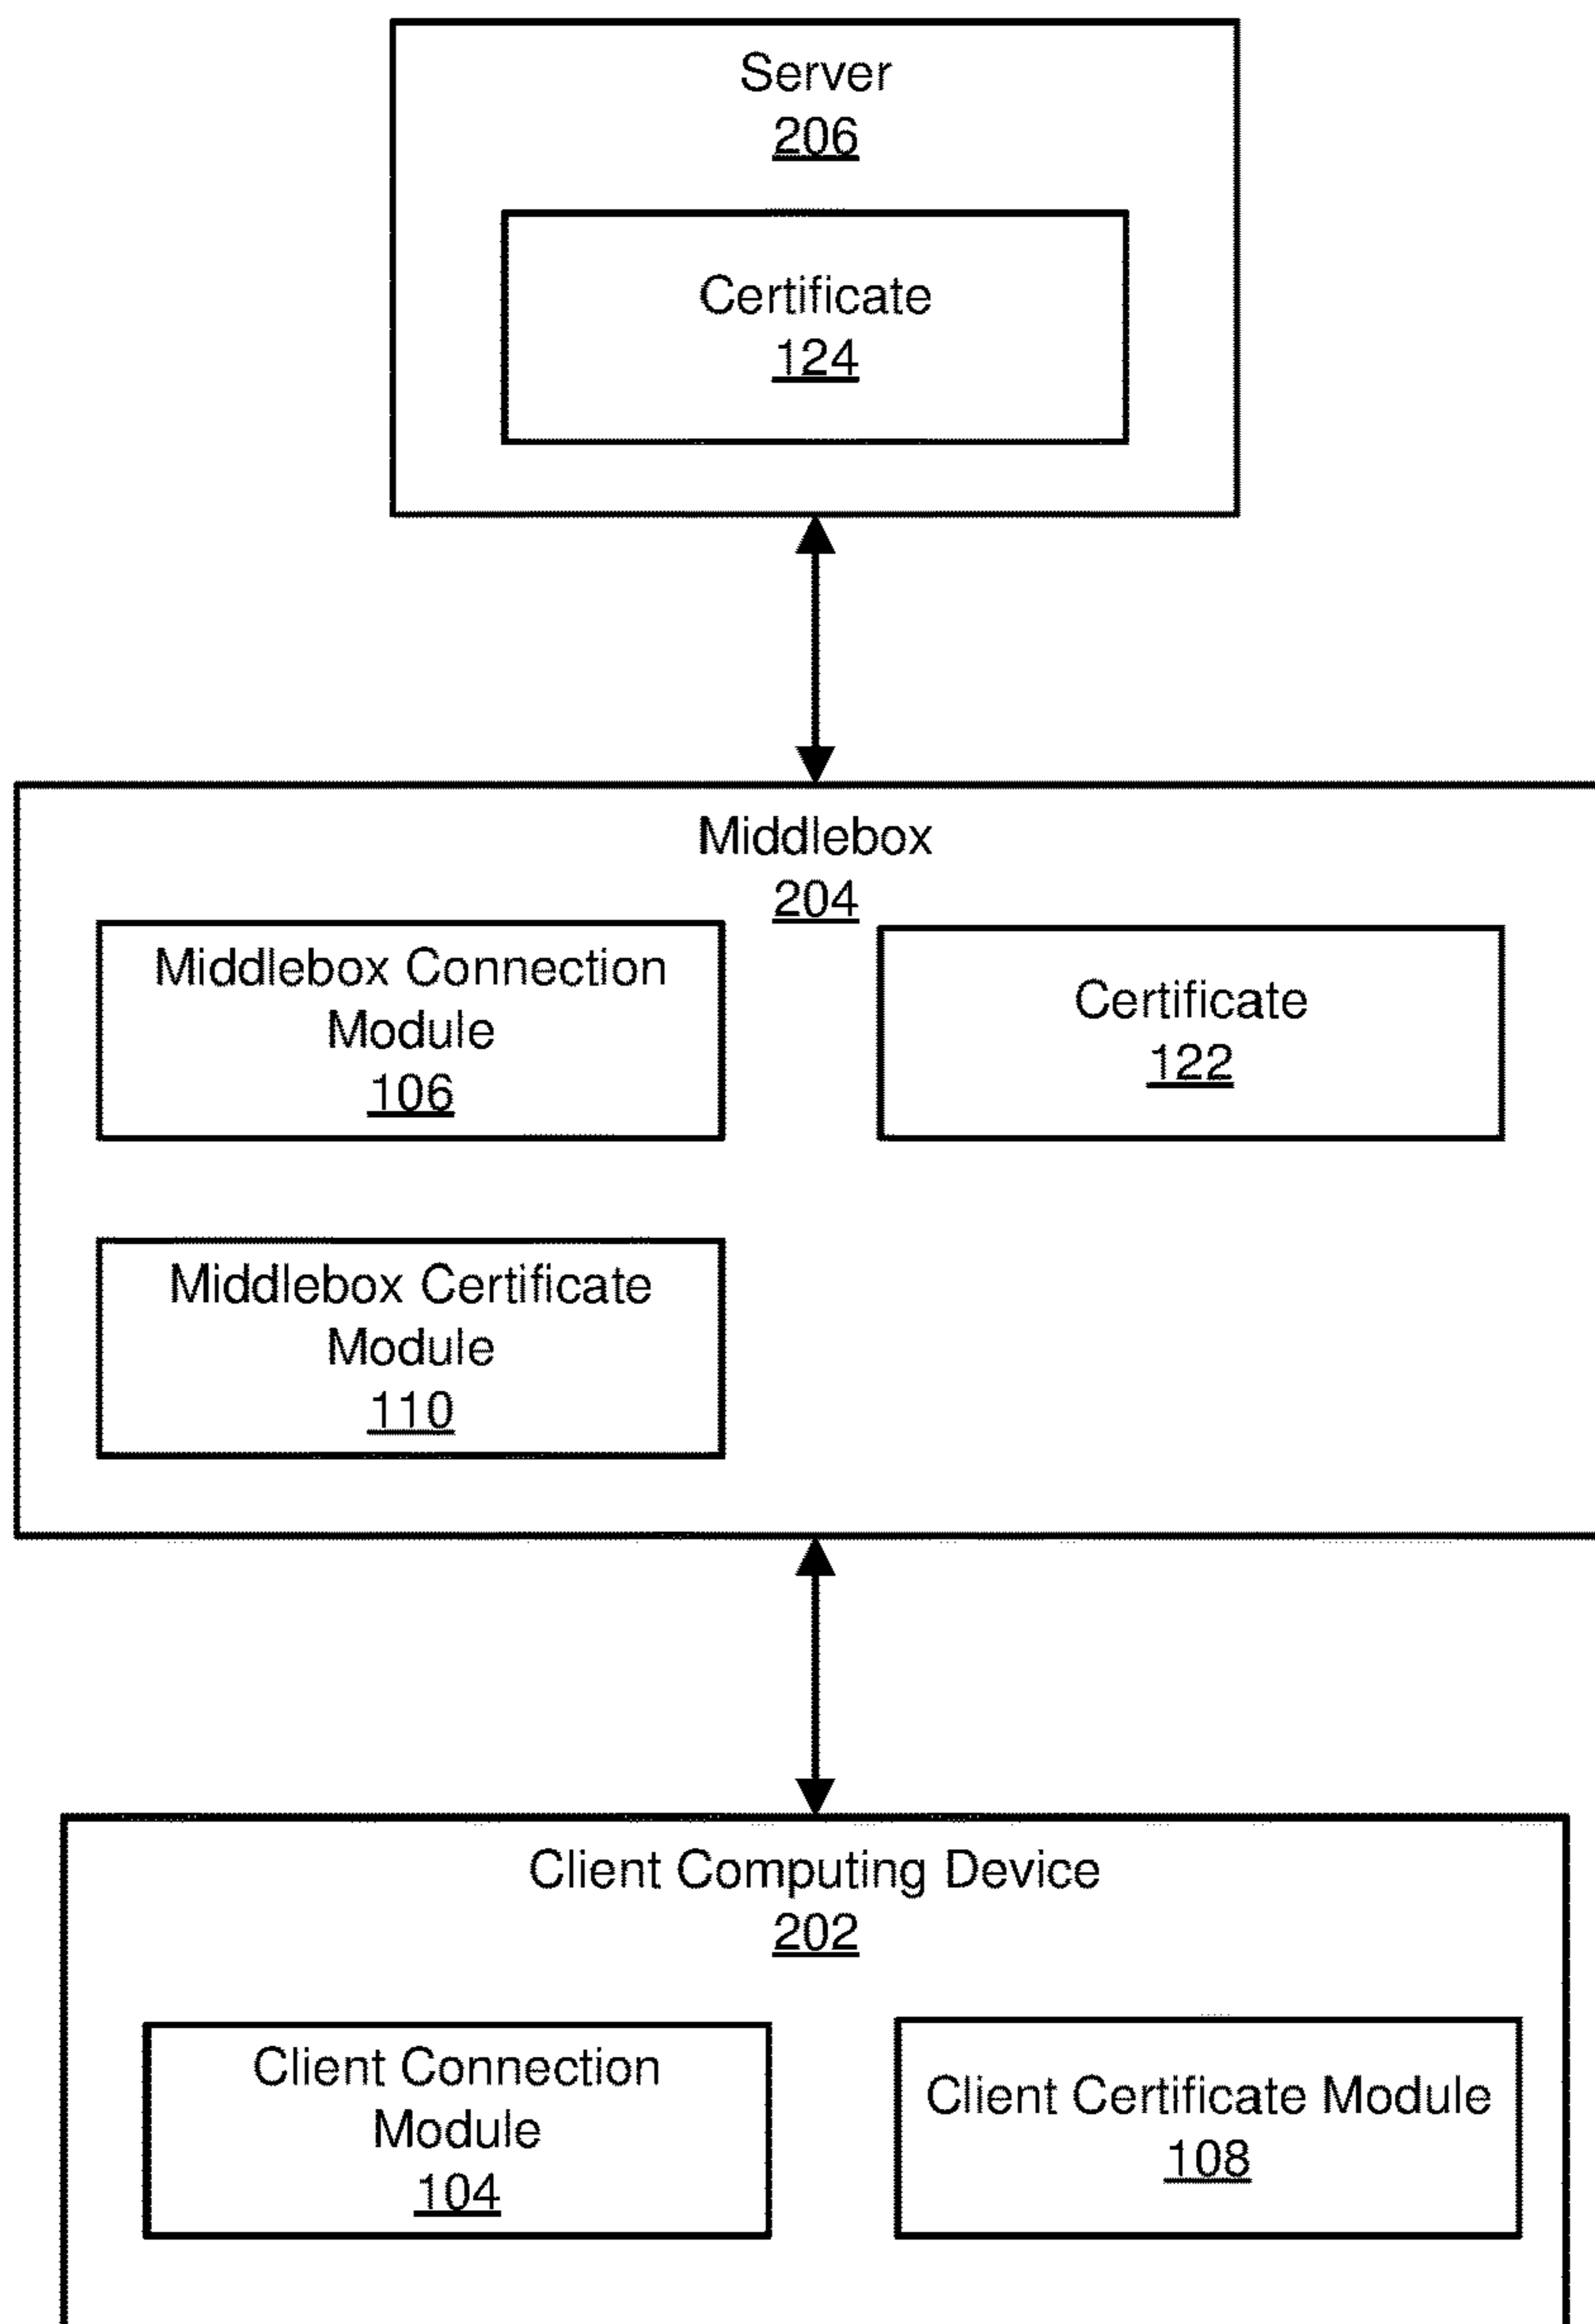 Server
206
Certificate
124
Middlebox
204
Middlebox Connection
Module
106
Certificate
122
Middlebox Certificate
Module
110
Client Computing Device
202
Client Connection
Module
104
Client Certificate Module
108